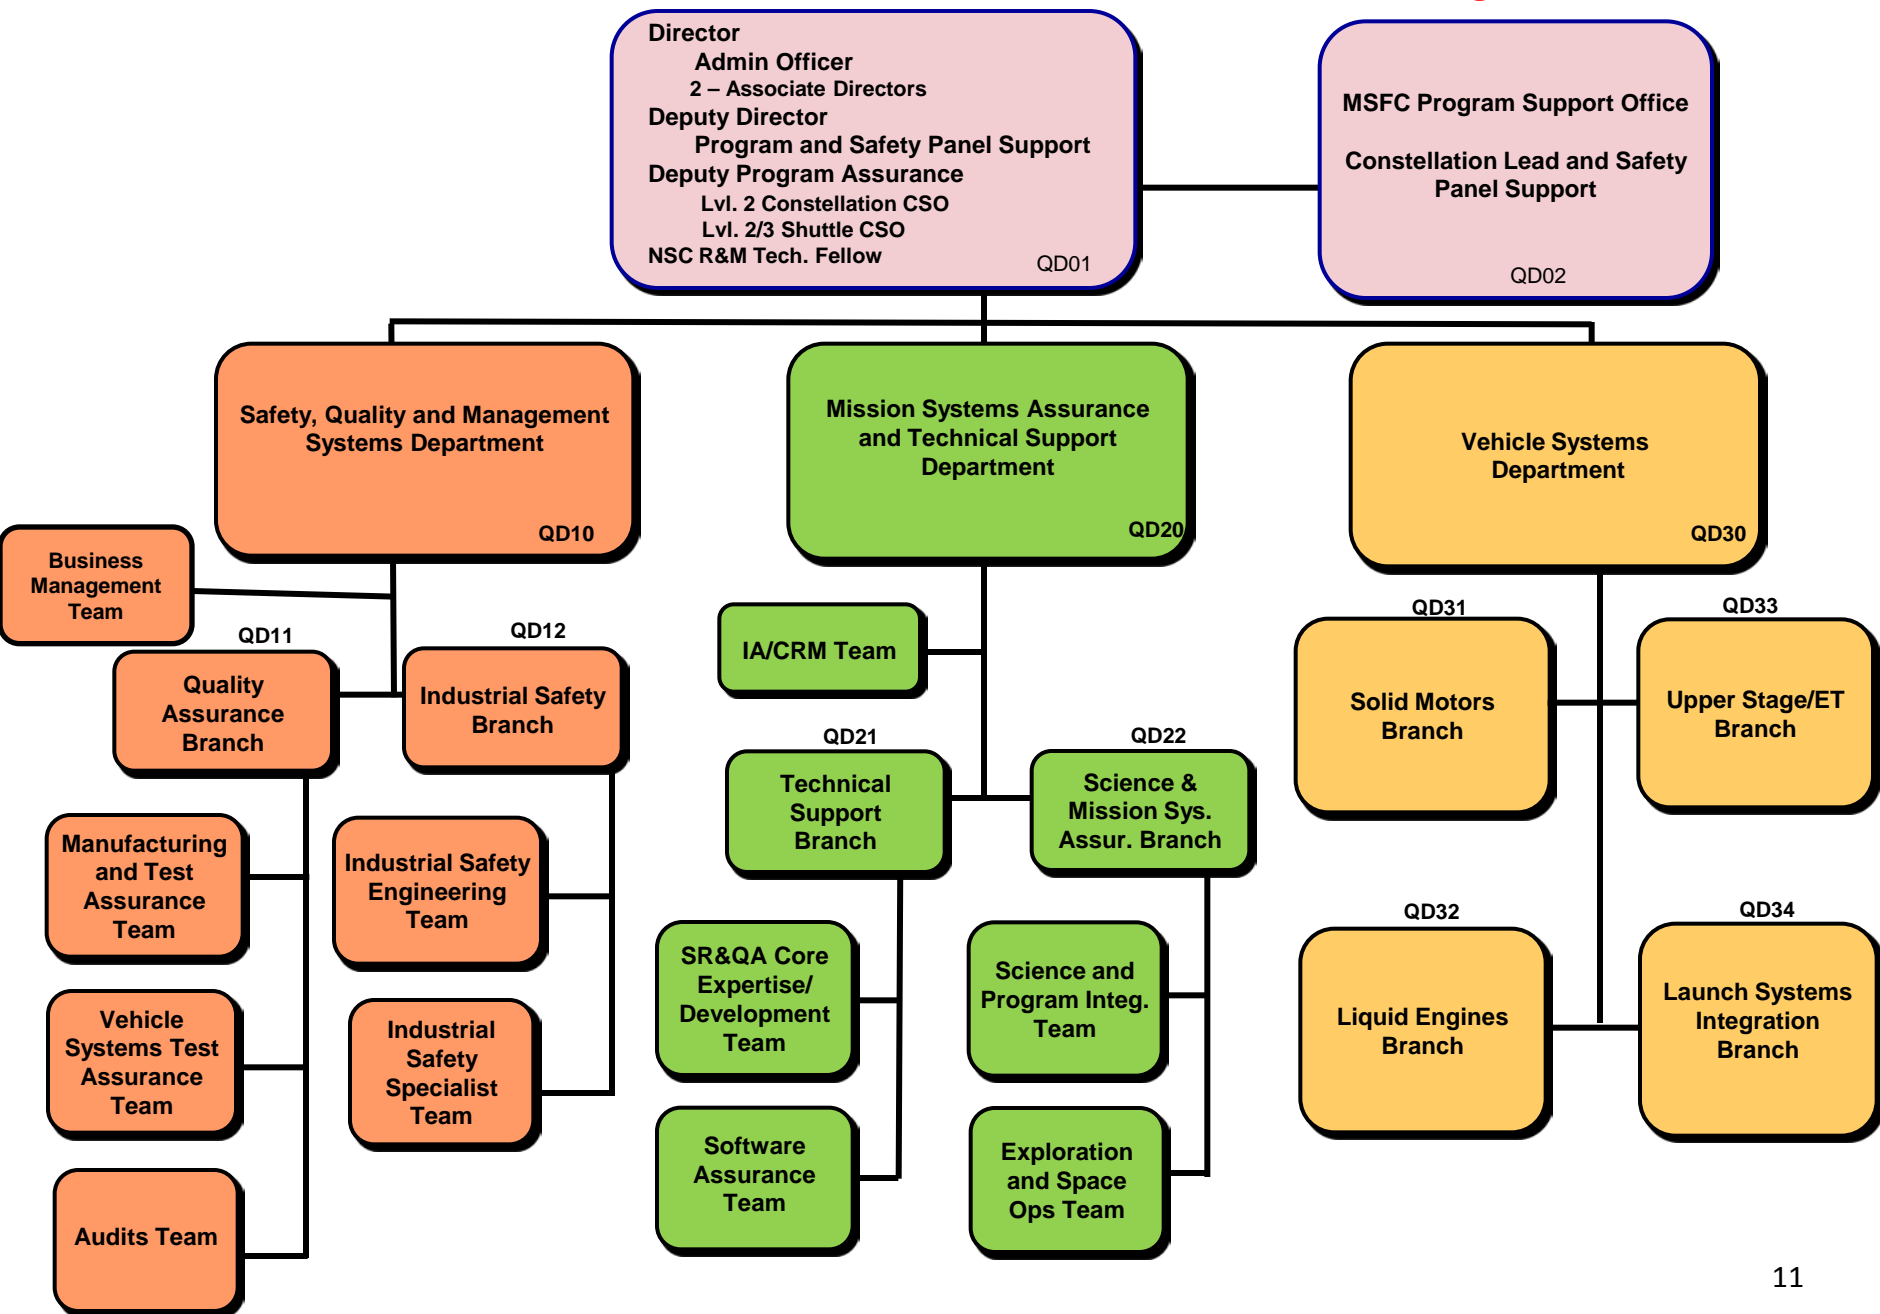 Director
Admin Officer
2 – Associate Directors
Deputy Director
Program and Safety Panel Support
Deputy Program Assurance
Lvl. 2 Constellation CSO
Lvl. 2/3 Shuttle CSO
NSC R&M Tech. Fellow
QD01
MSFC Program Support Office
Constellation Lead and Safety
Panel Support
QD02
Safety, Quality and Management
Systems Department
QD10
Mission Systems Assurance
and Technical Support
Department
QD20
Vehicle Systems
Department
QD30
Business
Management
Team
QD11
Quality
Assurance
Branch
QD12
Industrial Safety
Branch
Manufacturing
and Test
Assurance
Team
Vehicle
Systems Test
Assurance
Team
Audits Team
Industrial Safety
Engineering
Team
Industrial
Safety
Specialist
Team
IA/CRM Team
QD21
Technical
Support
Branch
QD22
Science &
Mission Sys.
Assur. Branch
SR&QA Core
Expertise/
Development
Team
Software
Assurance
Team
Science and
Program Integ.
Team
Exploration
and Space
Ops Team
QD31
Solid Motors
Branch
QD33
Upper Stage/ET
Branch
QD32
Liquid Engines
Branch
QD34
Launch Systems
Integration
Branch
11